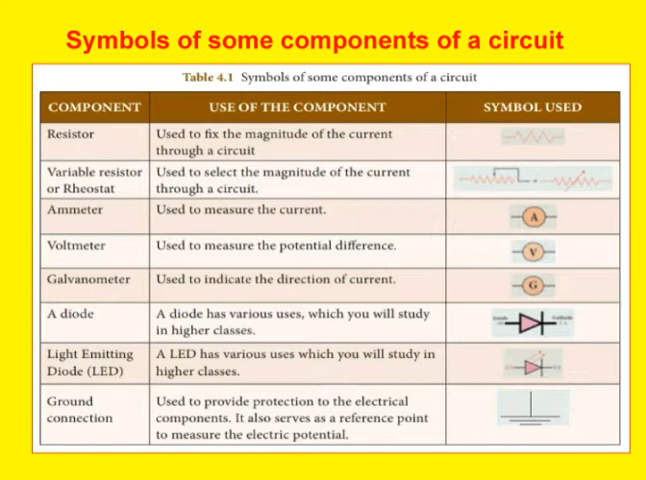 Symbols of some components of a circuit
Table 4.1 Symbols of some components of a circuit
COMPONENT USE OF THE COMPONENT SYMBOL USED
Resistor Used to fix the magnitude of the current
through a circuit
Variable resistor Used to select the magnitude of the current
or Rheostat through a circuit.
Ammeter Used to measure the current.
A
Voltmeter Used to measure the potential difference.
V
Galvanometer Used to indicate the direction of current.
G
A diode A diode has various uses, which you will study
in higher classes.
Light Emitting A LED has various uses which you will study in
Diode (LED) higher classes.
Ground Used to provide protection to the electrical
connection components. It also serves as a reference point
to measure the electric potential.